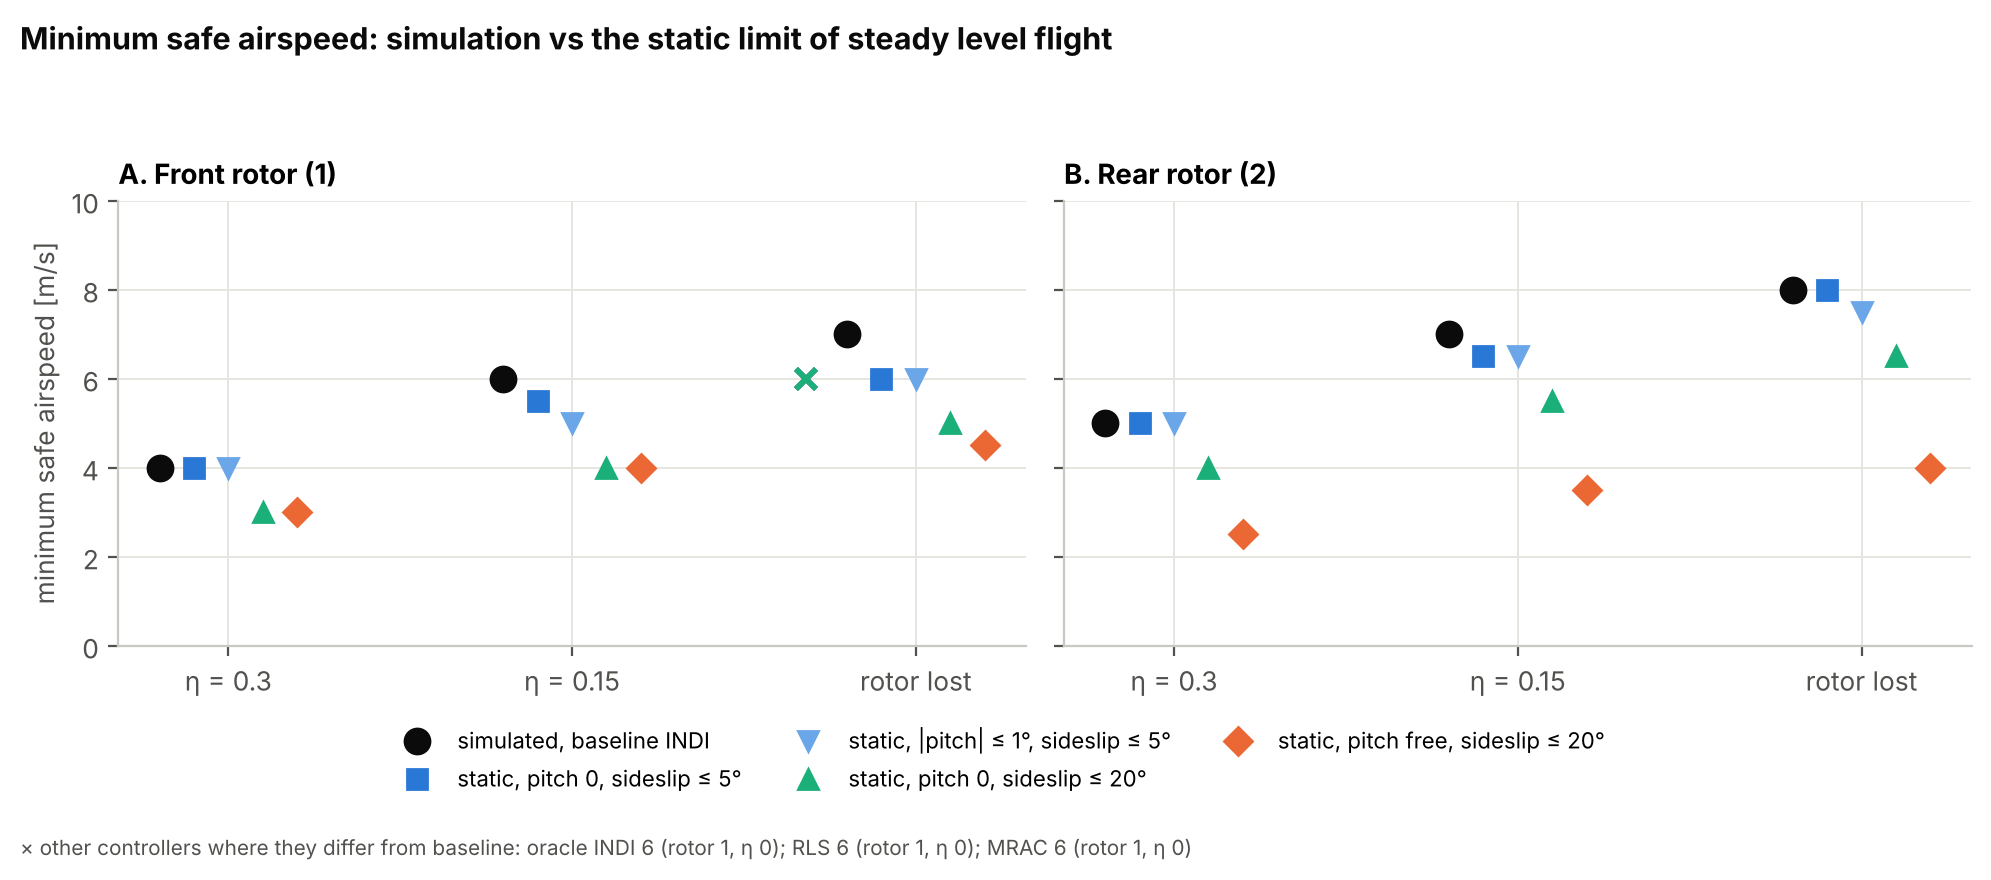 Minimum safe airspeed: simulation vs the static limit of steady level flight
A. Front rotor (1)
B. Rear rotor (2)
minimum safe airspeed [m/s]
10
8
6
4
2
0
η = 0.3
η = 0.15
rotor lost
η = 0.3
η = 0.15
rotor lost
simulated, baseline INDI
static, pitch 0, sideslip ≤ 5°
static, |pitch| ≤ 1°, sideslip ≤ 5°
static, pitch 0, sideslip ≤ 20°
static, pitch free, sideslip ≤ 20°
× other controllers where they differ from baseline: oracle INDI 6 (rotor 1, η 0); RLS 6 (rotor 1, η 0); MRAC 6 (rotor 1, η 0)